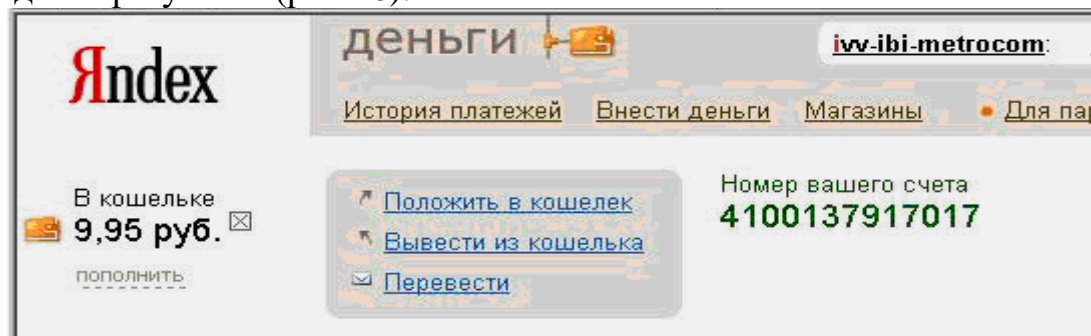 деньги
ivv-ibi-metrocom:
Яndex
История платежей Внести деньги Магазины Для пар
В кошельке
9,95 руб.
пополнить
Положить в кошелек
Вывести из кошелька
Перевести
Номер вашего счета
4100137917017